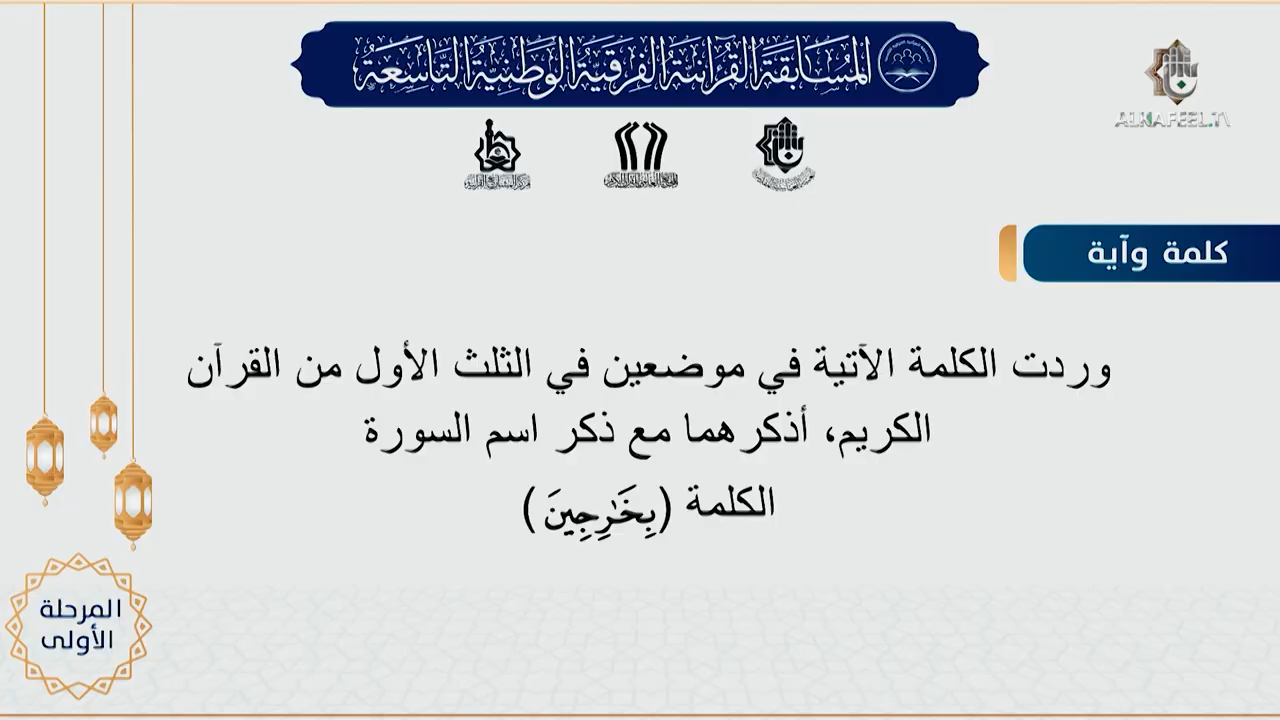 المسابقة القرآنية الفرقية الوطنية التاسعة
ALKAFEEL.TV
كلمة وآية
وردت الكلمة الآتية في موضعين في الثلث الأول من القرآن
الكريم، أذكرهما مع ذكر اسم السورة
الكلمة (بِخَٰرِجِينَ)
المرحلة
الأولى